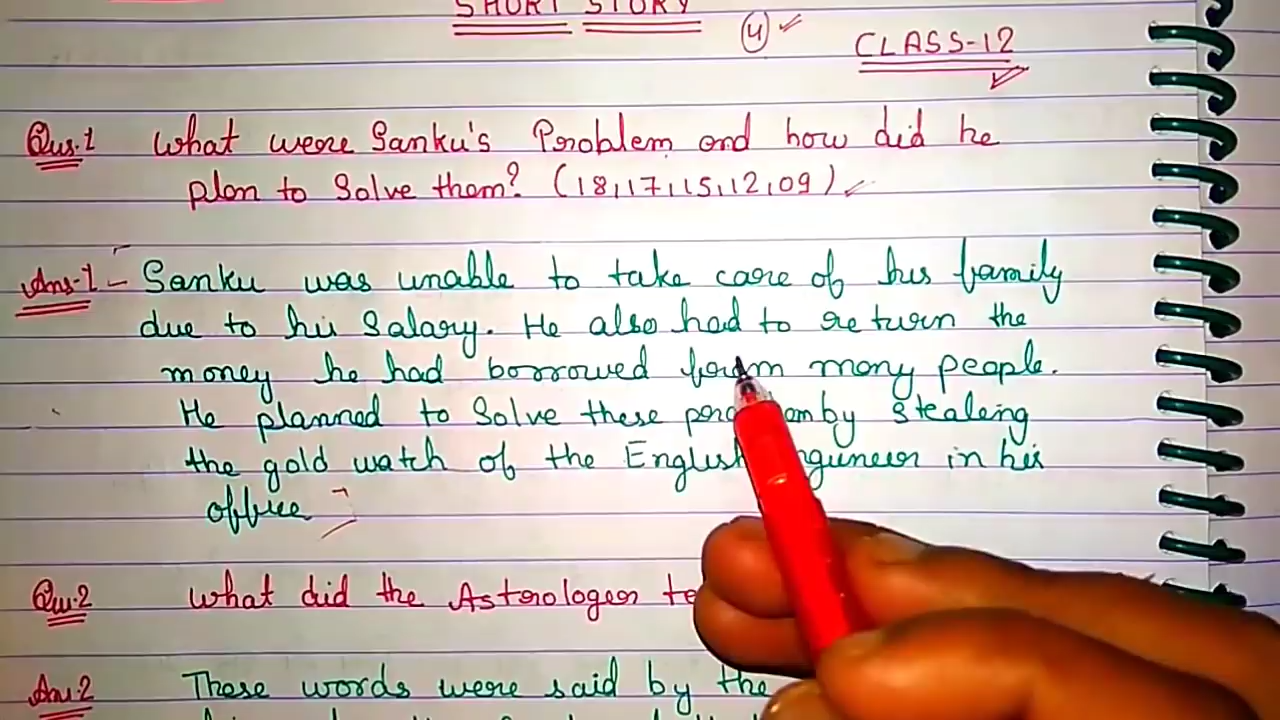 SHORT STORY
4
CLASS-12
Qus.1 What were Sanku's Problem and how did he
plan to Solve them? (18,17,15,12,09)
Ans-1 - Sanku was unable to take care of his family
due to his Salary. He also had to return the
money he had borrowed from many people.
He planned to Solve these by stealing
the gold watch of the English in his
office
Qu.2 What did the Astrologer
An.2 These words were said by the